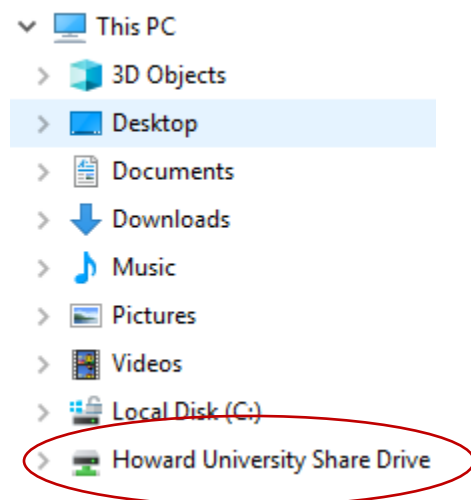 This PC
3D Objects
Desktop
Documents
Downloads
Music
Pictures
Videos
Local Disk (C:)
Howard University Share Drive